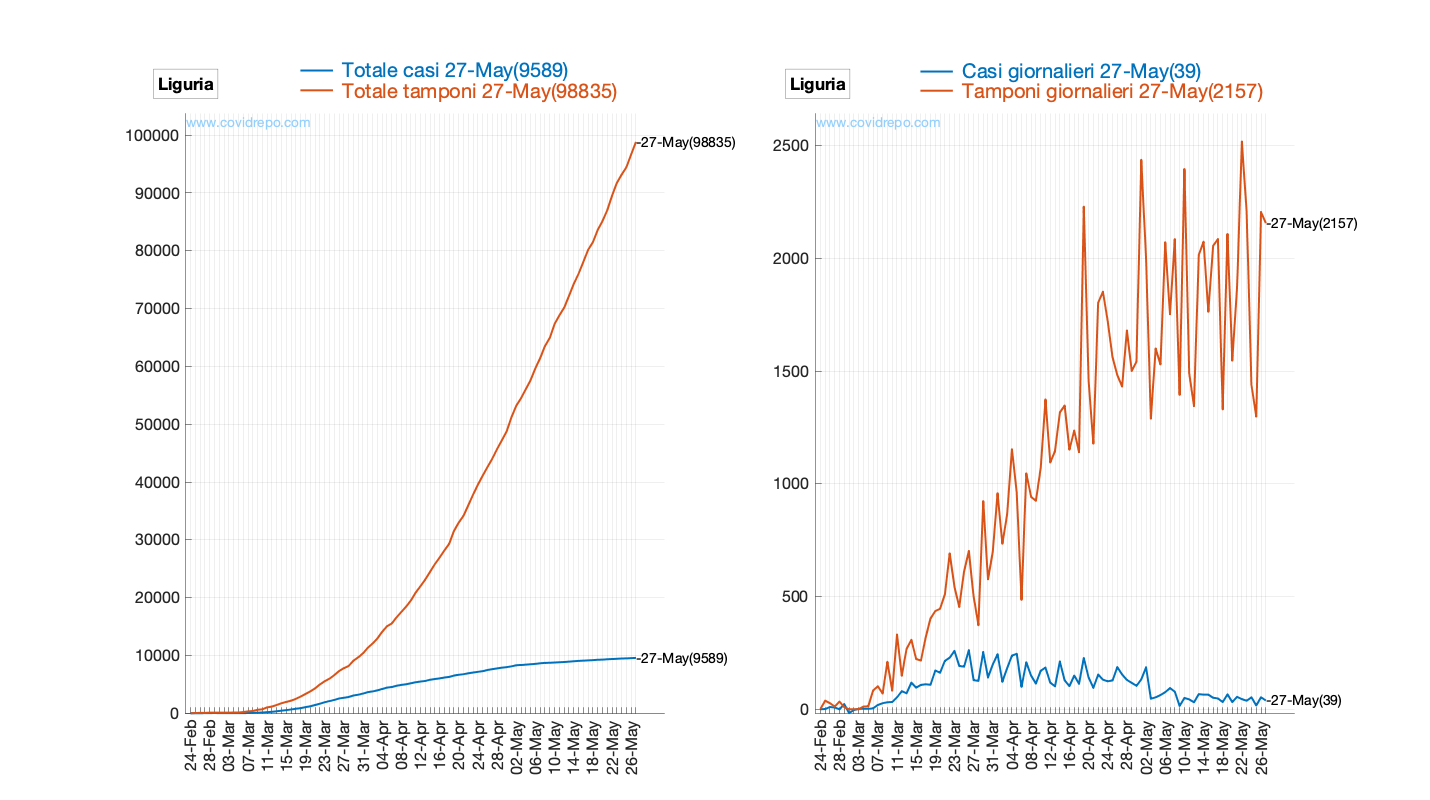 Liguria
Totale casi 27-May(9589)
Totale tamponi 27-May(98835)
www.covidrepo.com
100000
90000
80000
70000
60000
50000
40000
30000
20000
10000
0
-27-May(98835)
-27-May(9589)
24-Feb
28-Feb
03-Mar
07-Mar
11-Mar
15-Mar
19-Mar
23-Mar
27-Mar
31-Mar
04-Apr
08-Apr
12-Apr
16-Apr
20-Apr
24-Apr
28-Apr
02-May
06-May
10-May
14-May
18-May
22-May
26-May
Liguria
Casi giornalieri 27-May(39)
Tamponi giornalieri 27-May(2157)
www.covidrepo.com
2500
2000
1500
1000
500
0
-27-May(2157)
-27-May(39)
24-Feb
28-Feb
03-Mar
07-Mar
11-Mar
15-Mar
19-Mar
23-Mar
27-Mar
31-Mar
04-Apr
08-Apr
12-Apr
16-Apr
20-Apr
24-Apr
28-Apr
02-May
06-May
10-May
14-May
18-May
22-May
26-May